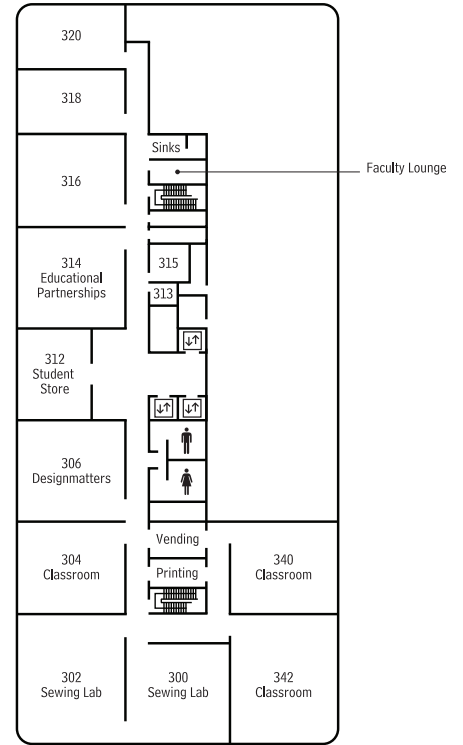 320
318
Sinks
Faculty Lounge
316
314
Educational
Partnerships
315
313
312
Student
Store
306
Designmatters
Vending
304
Classroom
Printing
340
Classroom
302
Sewing Lab
300
Sewing Lab
342
Classroom